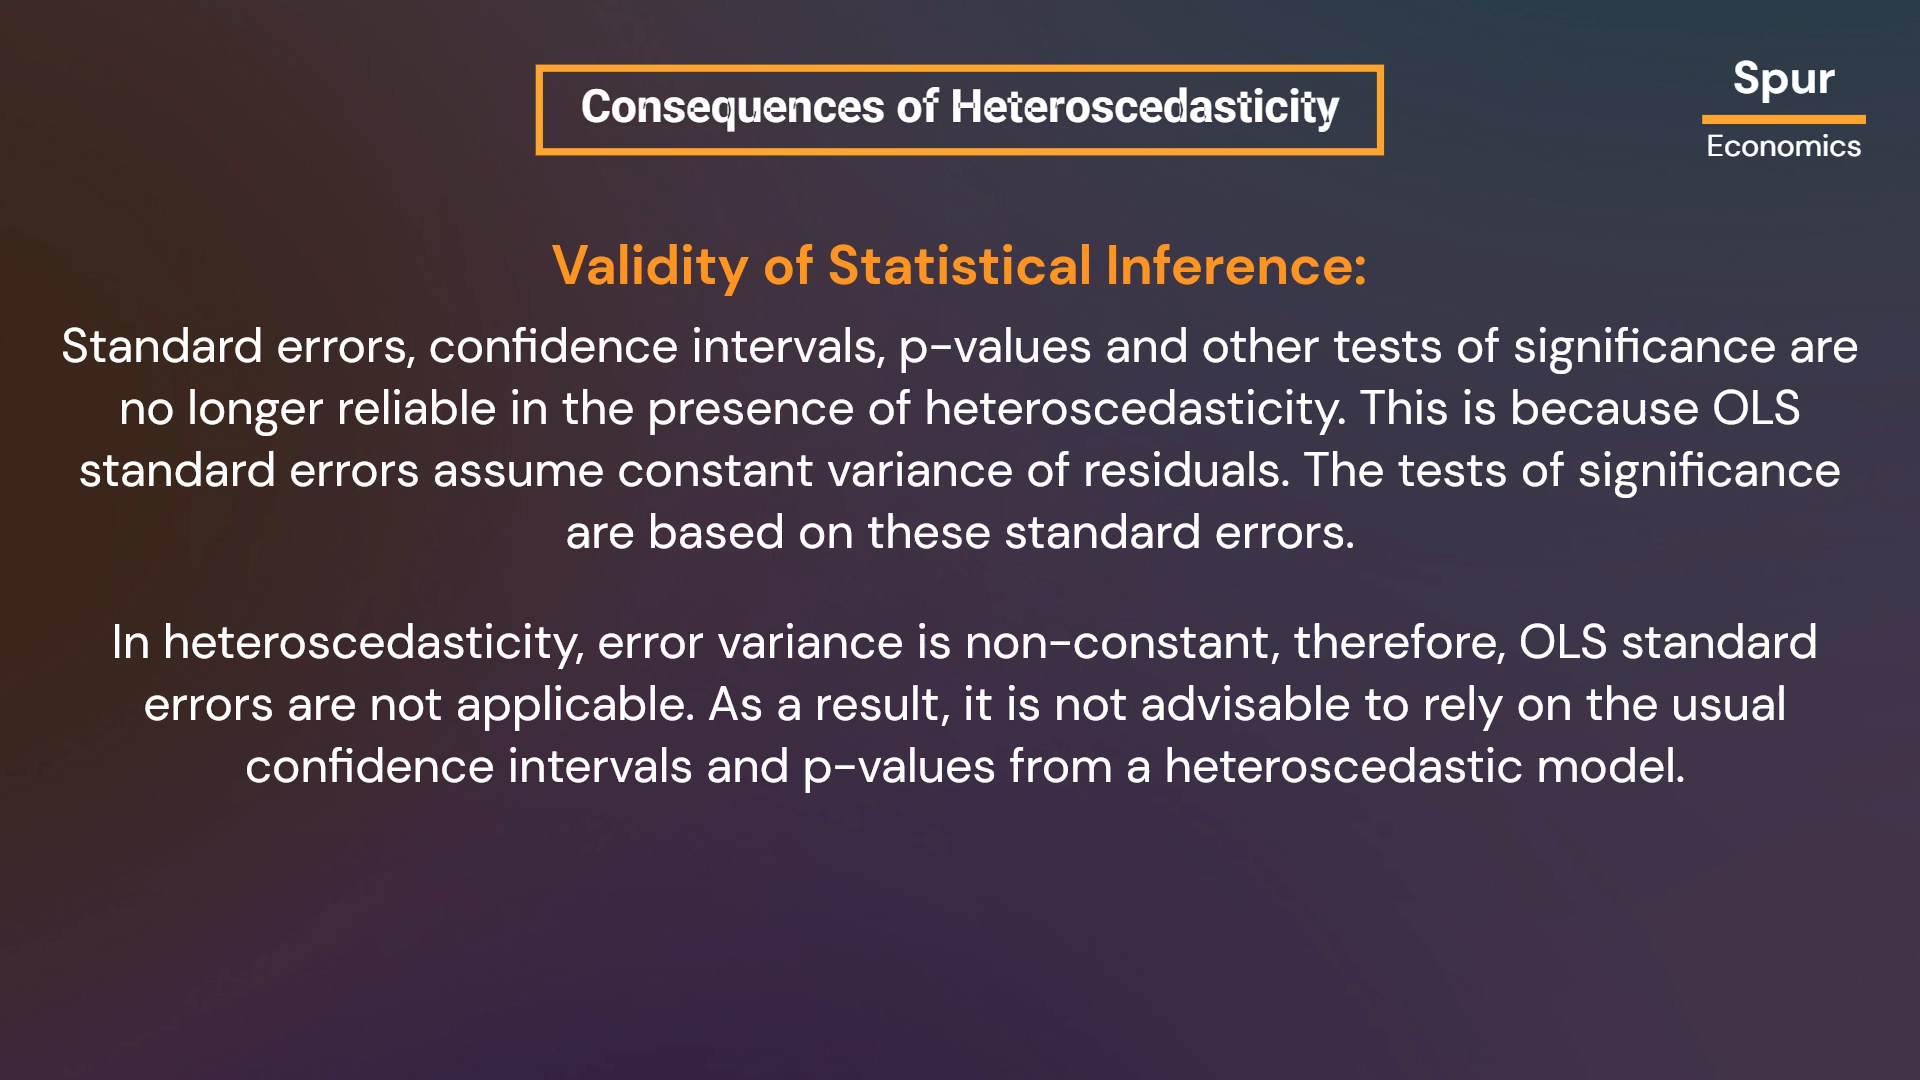 Consequences of Heteroscedasticity
Spur
Economics
Validity of Statistical Inference:
Standard errors, confidence intervals, p-values and other tests of significance are
no longer reliable in the presence of heteroscedasticity. This is because OLS
standard errors assume constant variance of residuals. The tests of significance
are based on these standard errors.
In heteroscedasticity, error variance is non-constant, therefore, OLS standard
errors are not applicable. As a result, it is not advisable to rely on the usual
confidence intervals and p-values from a heteroscedastic model.